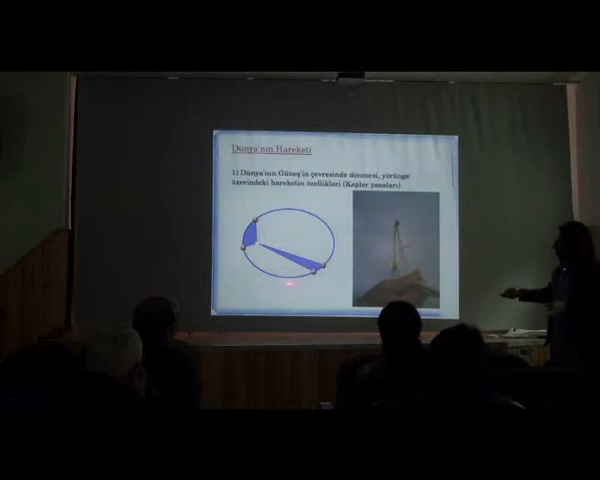 Dünya'nın Hareketi
1) Dünya'nın Güneş'in çevresinde dönmesi, yörünge
üzerindeki hareketin özellikleri (Kepler yasaları)